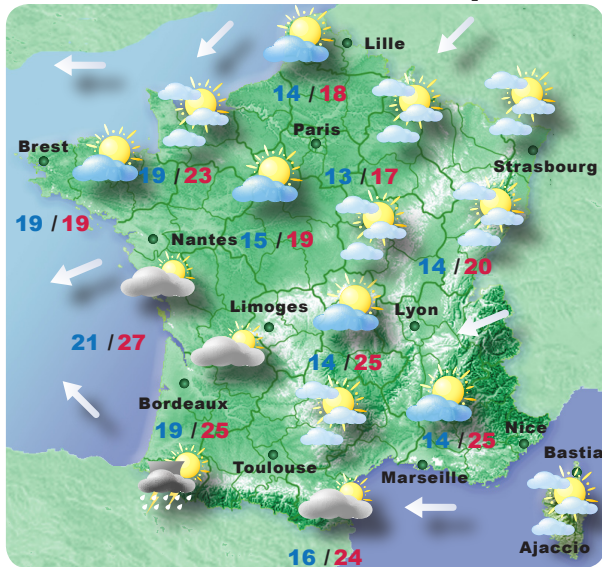 Lille
14 / 18
Paris
Brest
Strasbourg
19 / 23
13 / 17
19 / 19
Nantes
15 / 19
14 / 20
Limoges
Lyon
21 / 27
14 / 25
Bordeaux
19 / 25
14 / 25
Nice
Toulouse
Marseille
Bastia
Ajaccio
16 / 24